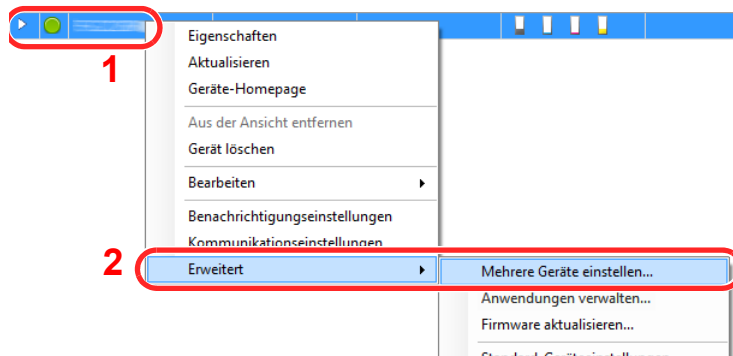 1
Eigenschaften
Aktualisieren
Geräte-Homepage
Aus der Ansicht entfernen
Gerät löschen
Bearbeiten
Benachrichtigungseinstellungen
Kommunikationseinstellungen
2
Erweitert
Mehrere Geräte einstellen...
Anwendungen verwalten...
Firmware aktualisieren...